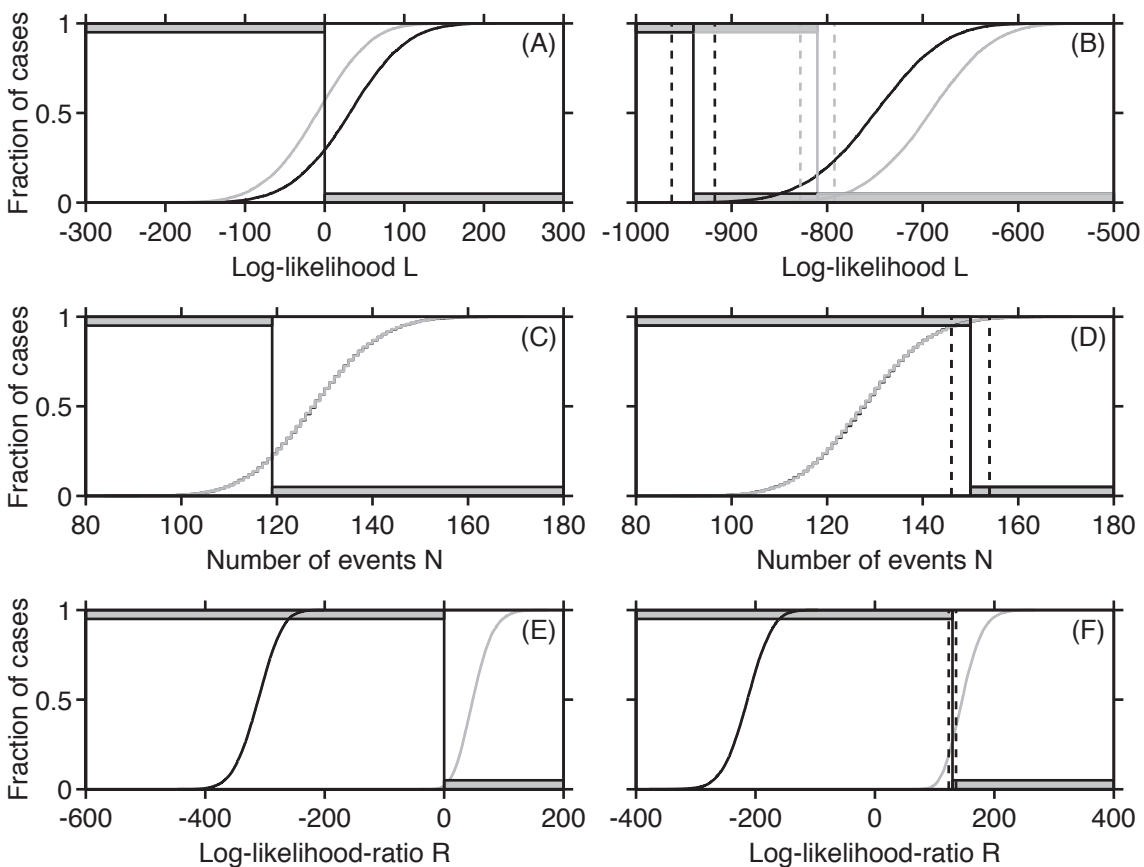 Fraction of cases
1
0.5
0
(A)
-300 -200 -100 0 100 200 300
Log-likelihood L
(B)
-1000 -900 -800 -700 -600 -500
Log-likelihood L
Fraction of cases
1
0.5
0
(C)
80 100 120 140 160 180
Number of events N
(D)
80 100 120 140 160 180
Number of events N
Fraction of cases
1
0.5
0
(E)
-600 -400 -200 0 200
Log-likelihood-ratio R
(F)
-400 -200 0 200 400
Log-likelihood-ratio R